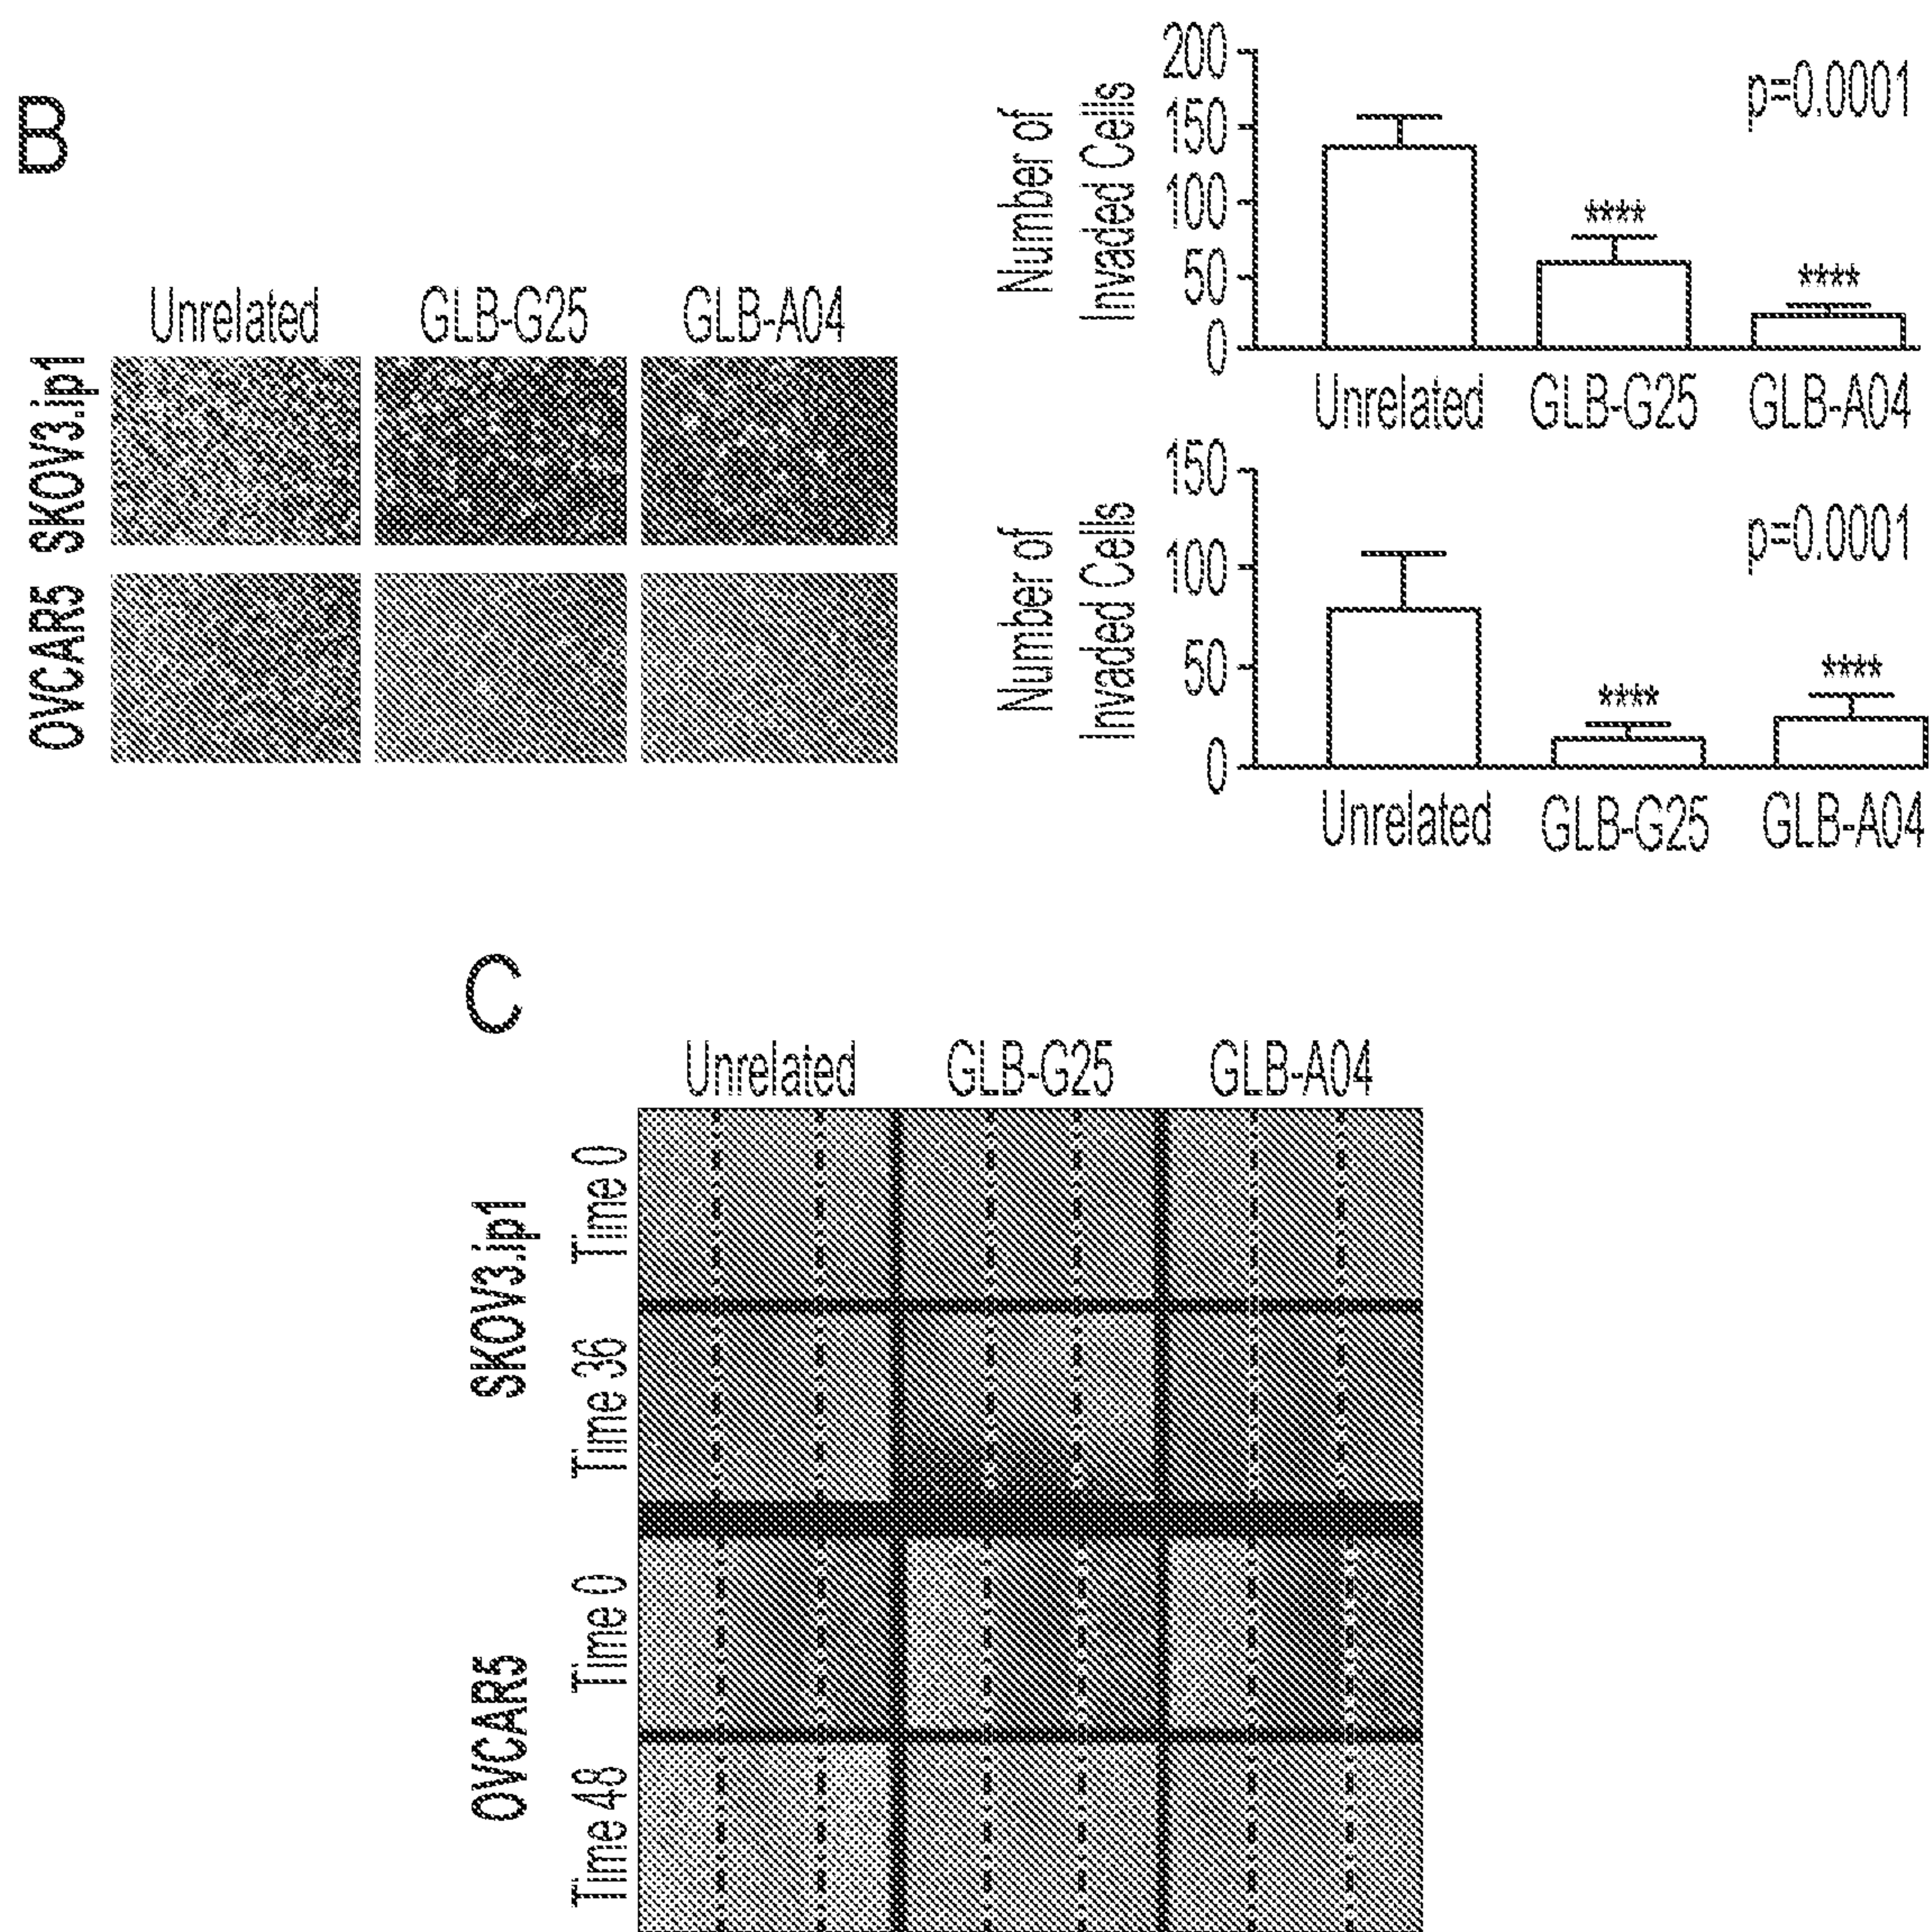 B
Unrelated GLB-G25 GLB-A04
SKOV3.ip1
OVCAR5
Number of
Invaded Cells
200
150
100
50
0
p=0.0001
****
****
Unrelated GLB-G25 GLB-A04
Number of
Invaded Cells
150
100
50
0
p=0.0001
****
****
Unrelated GLB-G25 GLB-A04
C
Unrelated GLB-G25 GLB-A04
SKOV3.ip1
Time 0
Time 36
OVCAR5
Time 0
Time 48